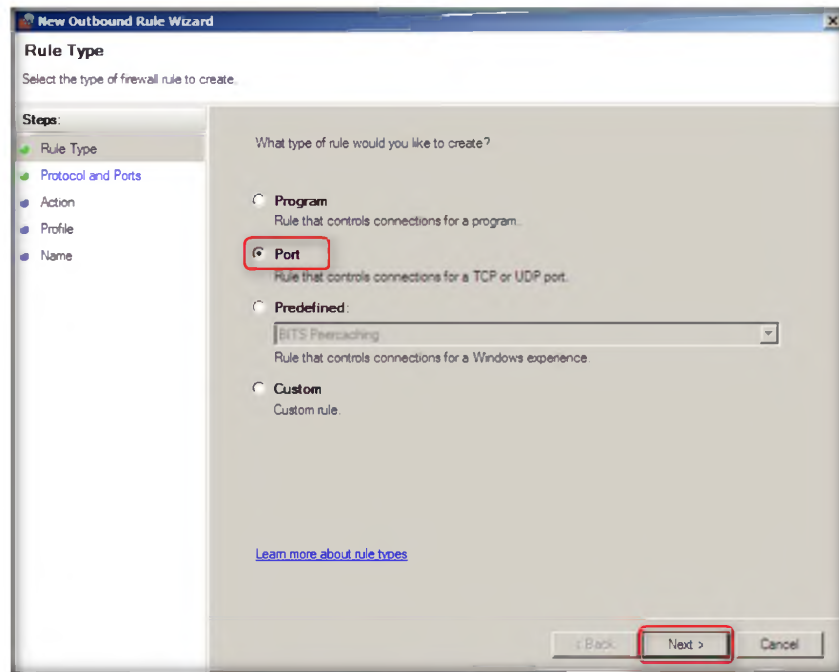 New Outbound Rule Wizard
Rule Type
Select the type of firewall rule to create.
Steps:
Rule Type
Protocol and Ports
Action
Profile
Name
What type of rule would you like to create?
Program
Rule that controls connections for a program.
Port
Rule that controls connections for a TCP or UDP port.
Predefined:
BITS Peercaching
Rule that controls connections for a Windows experience.
Custom
Custom rule.
Learn more about rule types
< Back
Next >
Cancel